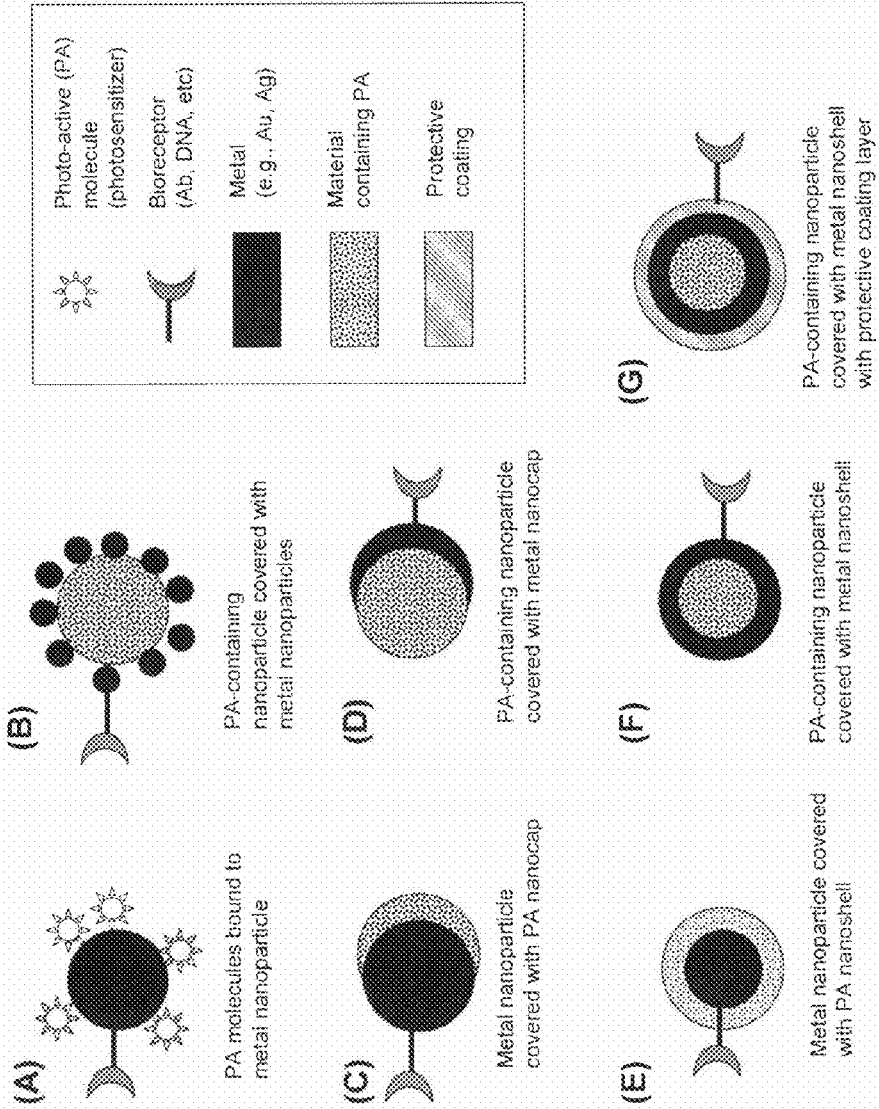 (A)
PA molecules bound to
metal nanoparticle
(B)
PA-containing
nanoparticle covered with
metal nanoparticles
Photo-active (PA)
molecule
(photosensitizer)
Bioreceptor
(Ab, DNA, etc)
Metal
(e.g., Au, Ag)
Material
containing PA
Protective
coating
(C)
Metal nanoparticle
covered with PA nanocap
(D)
PA-containing nanoparticle
covered with metal nanocap
(E)
Metal nanoparticle covered
with PA nanoshell
(F)
PA-containing nanoparticle
covered with metal nanoshell
(G)
PA-containing nanoparticle
covered with metal nanoshell
with protective coating layer